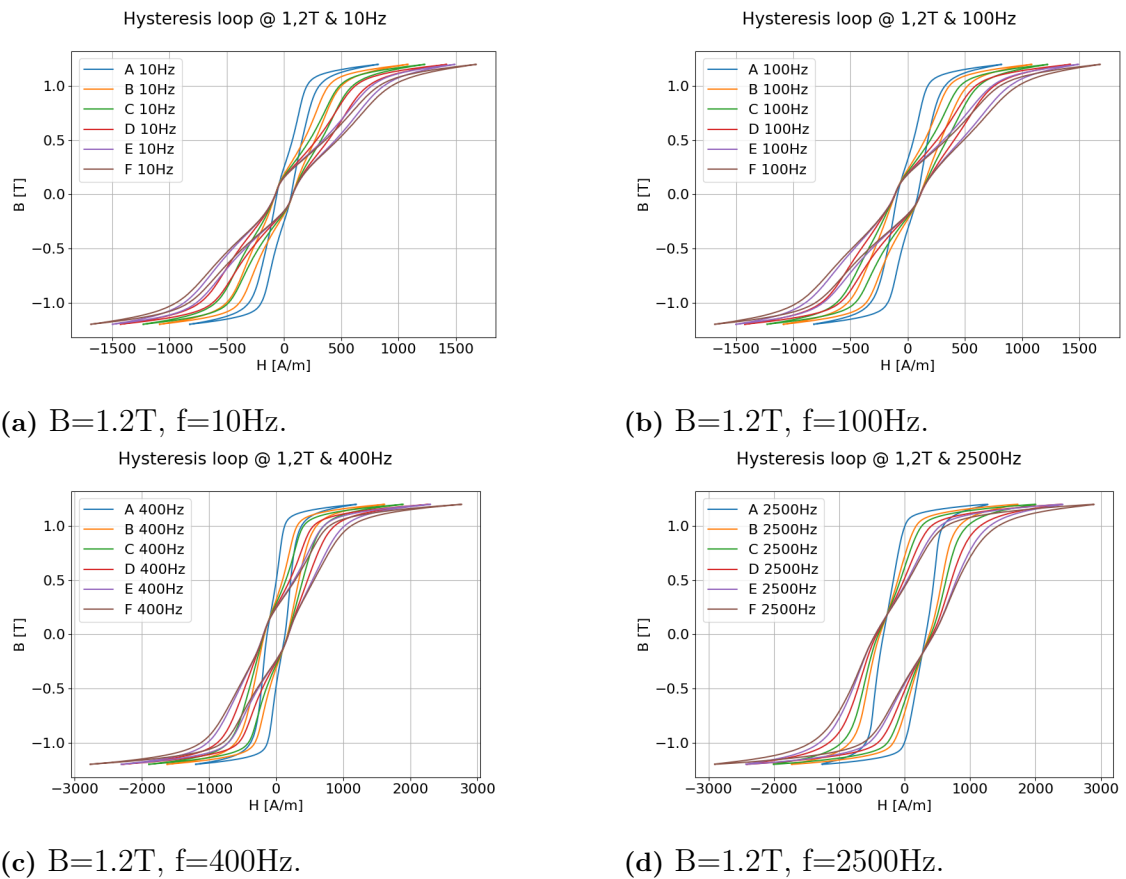 Hysteresis loop @ 1,2T & 10Hz
B [T]
1.0
0.5
0.0
−0.5
−1.0
A 10Hz
B 10Hz
C 10Hz
D 10Hz
E 10Hz
F 10Hz
−1500 −1000 −500 0 500 1000 1500
H [A/m]
(a) B=1.2T, f=10Hz.
Hysteresis loop @ 1,2T & 100Hz
B [T]
1.0
0.5
0.0
−0.5
−1.0
A 100Hz
B 100Hz
C 100Hz
D 100Hz
E 100Hz
F 100Hz
−1500 −1000 −500 0 500 1000 1500
H [A/m]
(b) B=1.2T, f=100Hz.
Hysteresis loop @ 1,2T & 400Hz
B [T]
1.0
0.5
0.0
−0.5
−1.0
A 400Hz
B 400Hz
C 400Hz
D 400Hz
E 400Hz
F 400Hz
−3000 −2000 −1000 0 1000 2000 3000
H [A/m]
(c) B=1.2T, f=400Hz.
Hysteresis loop @ 1,2T & 2500Hz
B [T]
1.0
0.5
0.0
−0.5
−1.0
A 2500Hz
B 2500Hz
C 2500Hz
D 2500Hz
E 2500Hz
F 2500Hz
−3000 −2000 −1000 0 1000 2000 3000
H [A/m]
(d) B=1.2T, f=2500Hz.